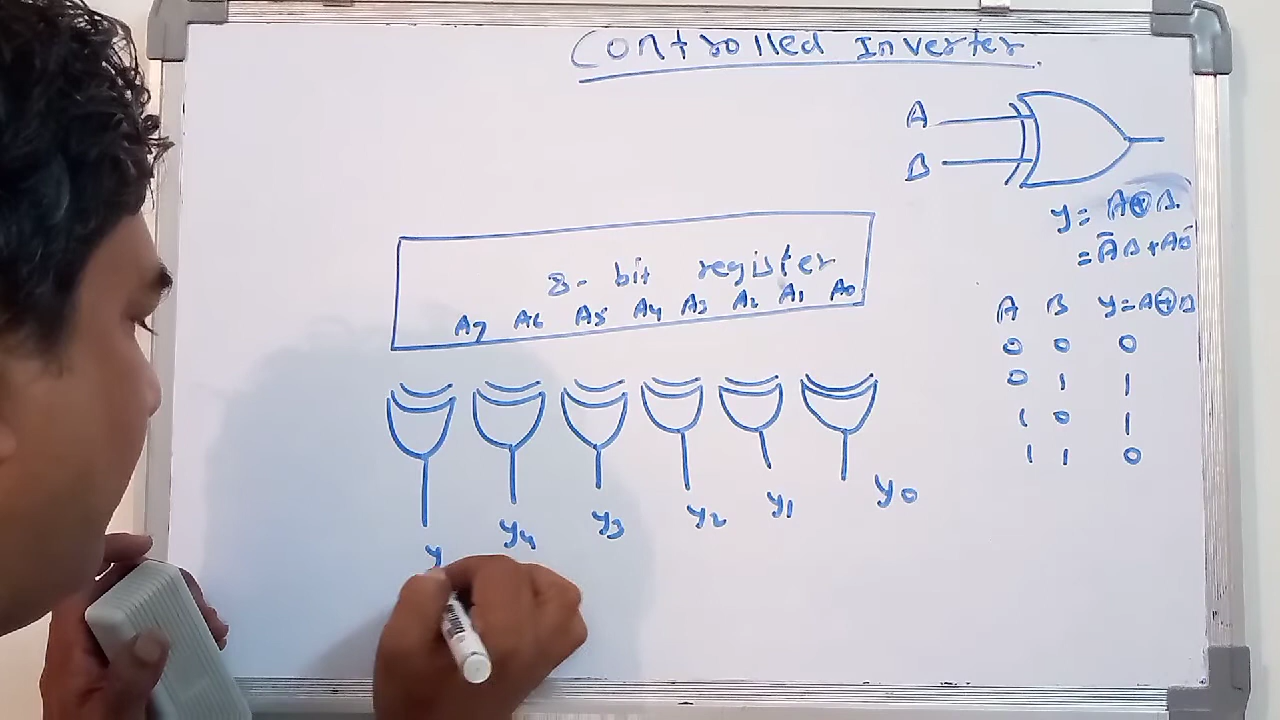 Controlled Inverter.
A
B
y = A⊕B.
= A̅B + AB̅
8-bit register
A7 A6 A5 A4 A3 A2 A1 A0
A B y=A⊕B
0 0 0
0 1 1
1 0 1
1 1 0
y y4 y3 y2 y1 y0